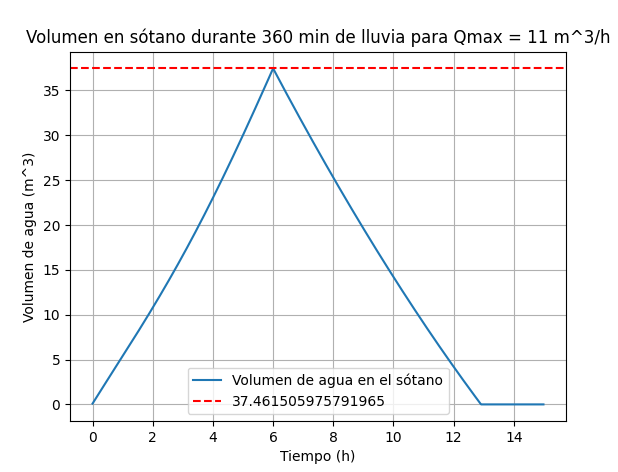 Volumen en sótano durante 360 min de lluvia para Qmax = 11 m^3/h
Volumen de agua (m^3)
35
30
25
20
15
10
5
0
Volumen de agua en el sótano
37.461505975791965
0 2 4 6 8 10 12 14
Tiempo (h)